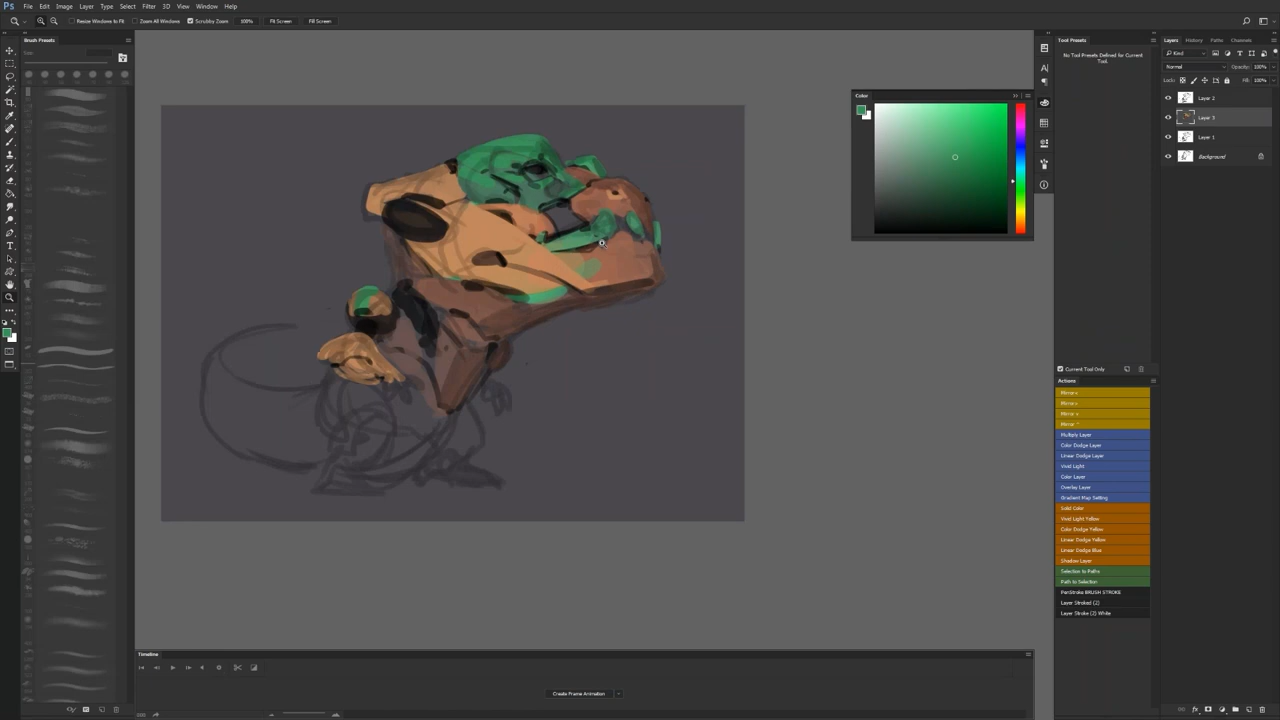 Ps File Edit Image Layer Type Select Filter 3D View Window Help
Resize Windows to Fit Zoom All Windows Scrubby Zoom 100% Fit Screen Fill Screen
Brush Presets
Size:
Color
Tool Presets
No Tool Presets Defined for Current Tool.
Current Tool Only
Actions
Multiply Layer
Color Dodge Layer
Linear Dodge Layer
Vivid Light
Color Layer
Overlay Layer
Gradient Map Setting
Solid Color
Vivid Light Yellow
Color Dodge Yellow
Linear Dodge Yellow
Linear Dodge Blue
Shadow Layer
Selection to Paths
Path to Selection
PenStroke BRUSH STROKE
Layer Stroked (2)
Layer Stroke (2) White
Layers History Paths Channels
Kind
Normal Opacity: 100%
Lock: Fill: 100%
Layer 2
Layer 3
Layer 1
Background
Timeline
Create Frame Animation